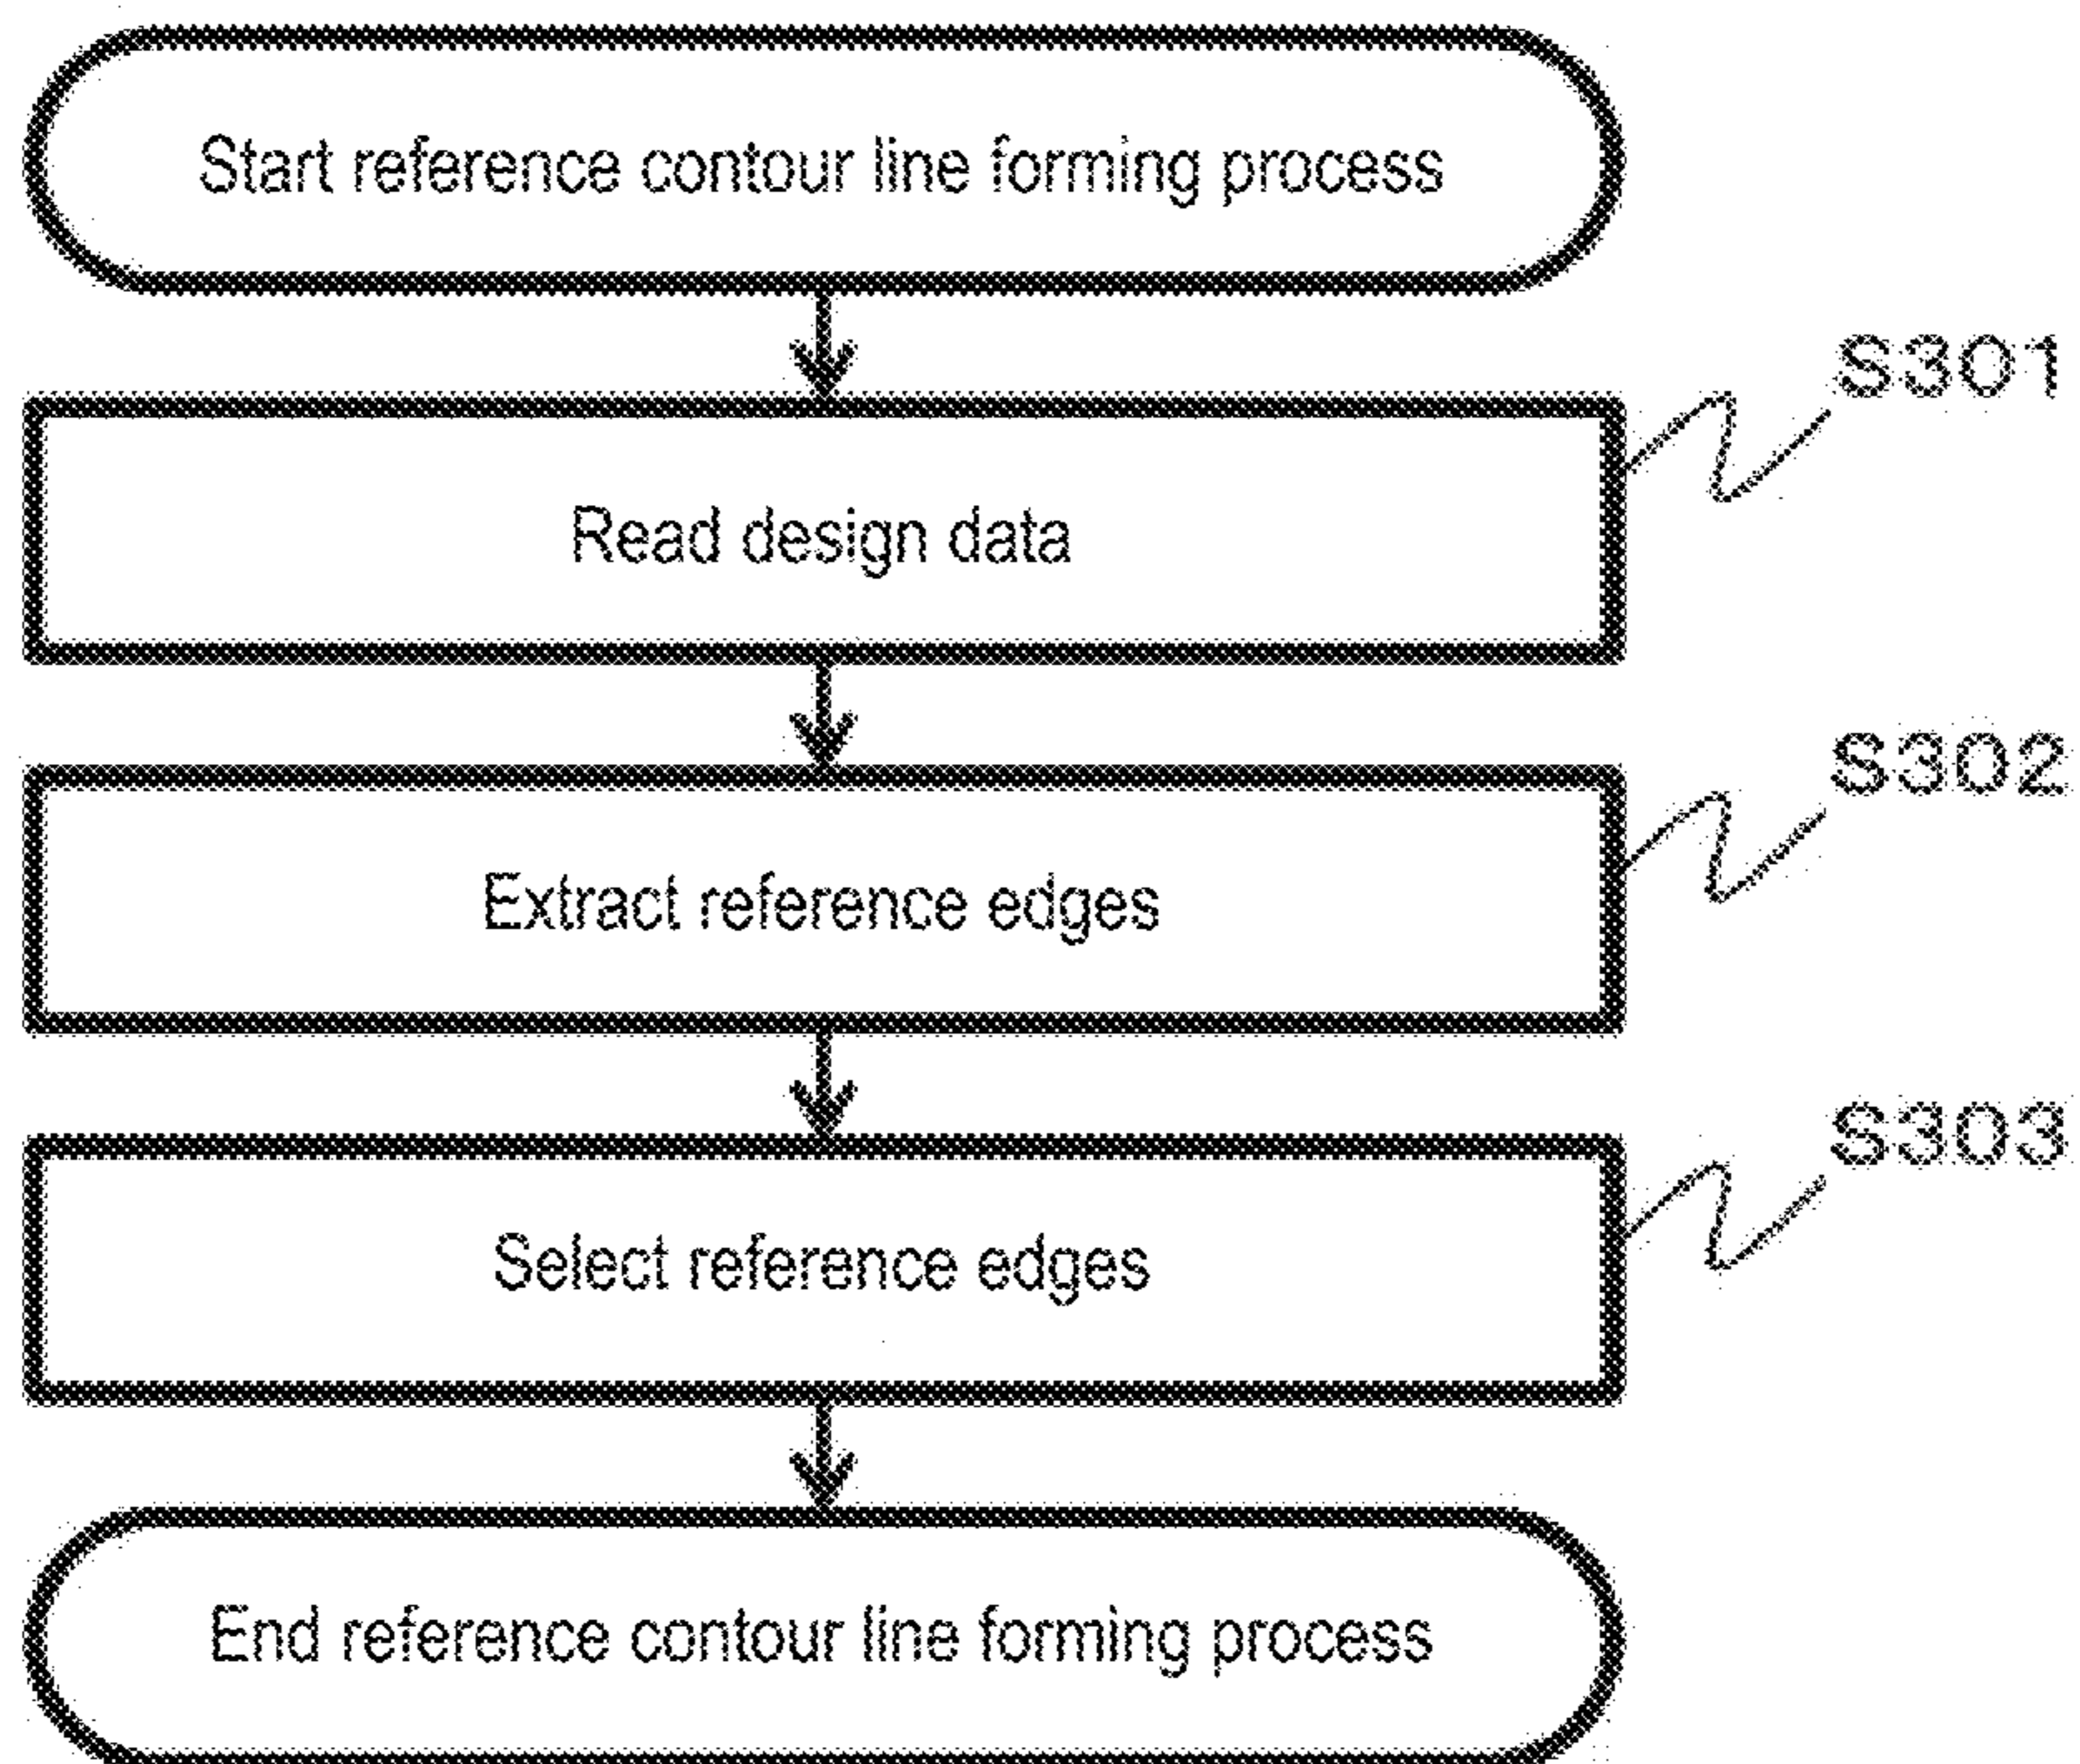 Start reference contour line forming process
S301
Read design data
S302
Extract reference edges
S303
Select reference edges
End reference contour line forming process